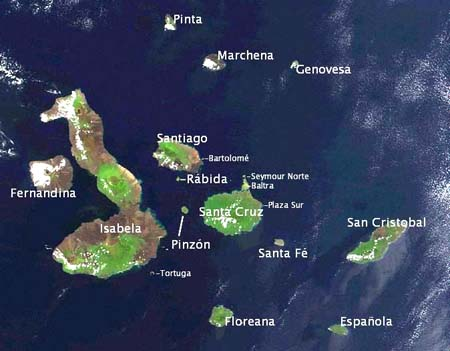 Pinta
Marchena
Genovesa
Santiago
Bartolomé
Fernandina
Rábida
Seymour Norte
Baltra
Santa Cruz
Plaza Sur
Isabela
San Cristobal
Pinzón
Santa Fé
Tortuga
Floreana
Española